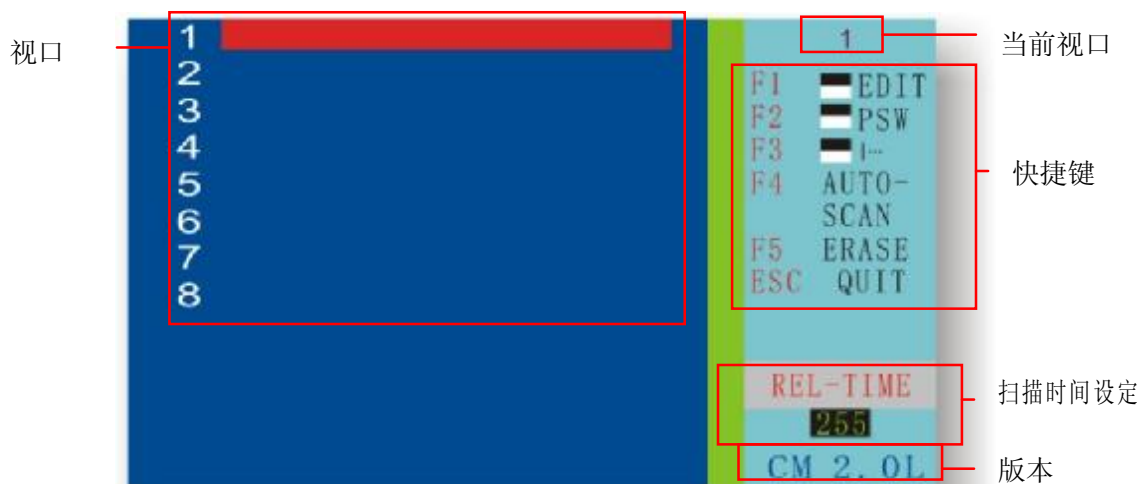 视口
1
2
3
4
5
6
7
8
1
当前视口
F1 EDIT
F2 PSW
F3 I…
F4 AUTO-
SCAN
F5 ERASE
ESC QUIT
快捷键
REL-TIME
255
扫描时间设定
CM 2.0L
版本